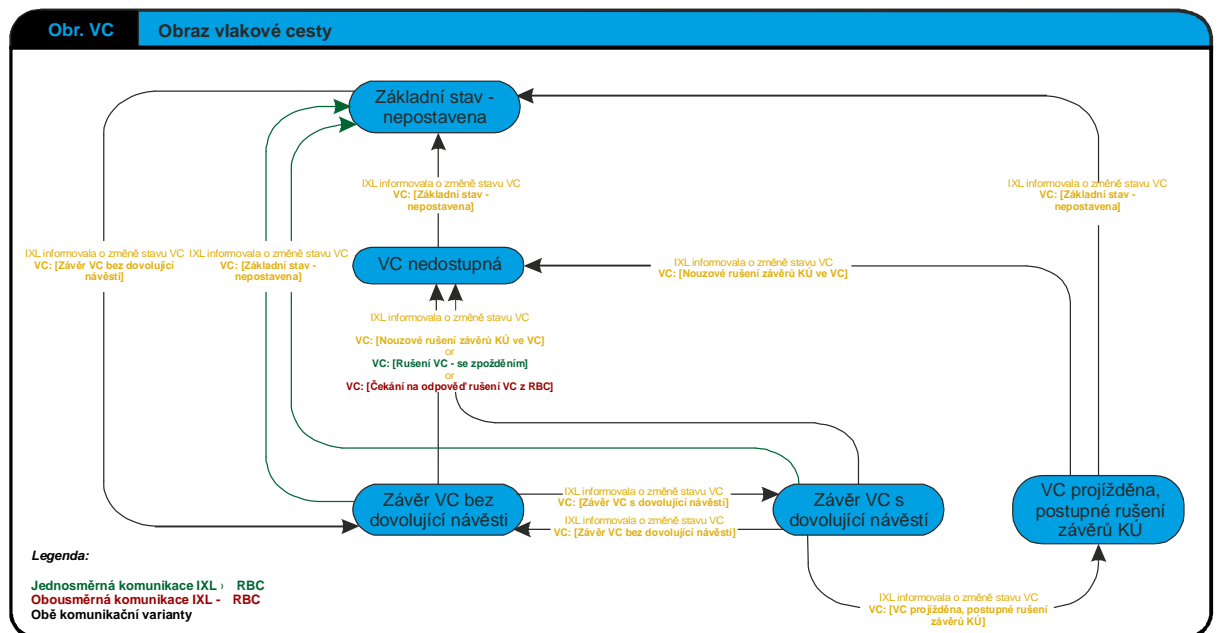 Obr. VC
Obraz vlakové cesty
Základní stav -
nepostavena
IXL informovala o změně stavu VC
VC: [Základní stav -
nepostavena]
IXL informovala o změně stavu VC
VC: [Základní stav -
nepostavena]
IXL informovala o změně stavu VC
VC: [Závěr VC bez dovolující
návěsti]
IXL informovala o změně stavu VC
VC: [Základní stav -
nepostavena]
VC nedostupná
IXL informovala o změně stavu VC
VC: [Nouzové rušení závěrů KÚ ve VC]
IXL informovala o změně stavu VC
VC: [Nouzové rušení závěrů KÚ ve VC]
or
VC: [Rušení VC - se zpožděním]
or
VC: [Čekání na odpověď rušení VC z RBC]
Závěr VC bez
dovolující návěsti
IXL informovala o změně stavu VC
VC: [Závěr VC s dovolující návěstí]
IXL informovala o změně stavu VC
VC: [Závěr VC bez dovolující návěsti]
Závěr VC s
dovolující návěstí
VC projížděna,
postupné rušení
závěrů KÚ
IXL informovala o změně stavu VC
VC: [VC projížděna, postupné rušení
závěrů KÚ]
Legenda:
Jednosměrná komunikace IXL › RBC
Obousměrná komunikace IXL - RBC
Obě komunikační varianty